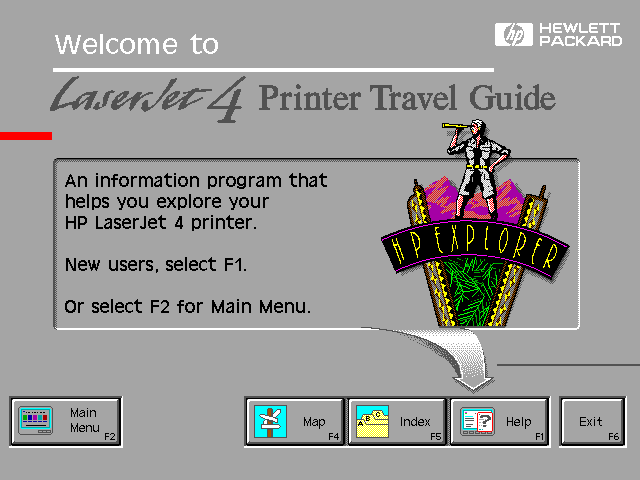 Welcome to
hp HEWLETT
PACKARD
LaserJet 4 Printer Travel Guide
An information program that
helps you explore your
HP LaserJet 4 printer.
New users, select F1.
Or select F2 for Main Menu.
HP EXPLORER
Main
Menu
F2
Map
F4
A B C
Index
F5
?
Help
F1
Exit
F6